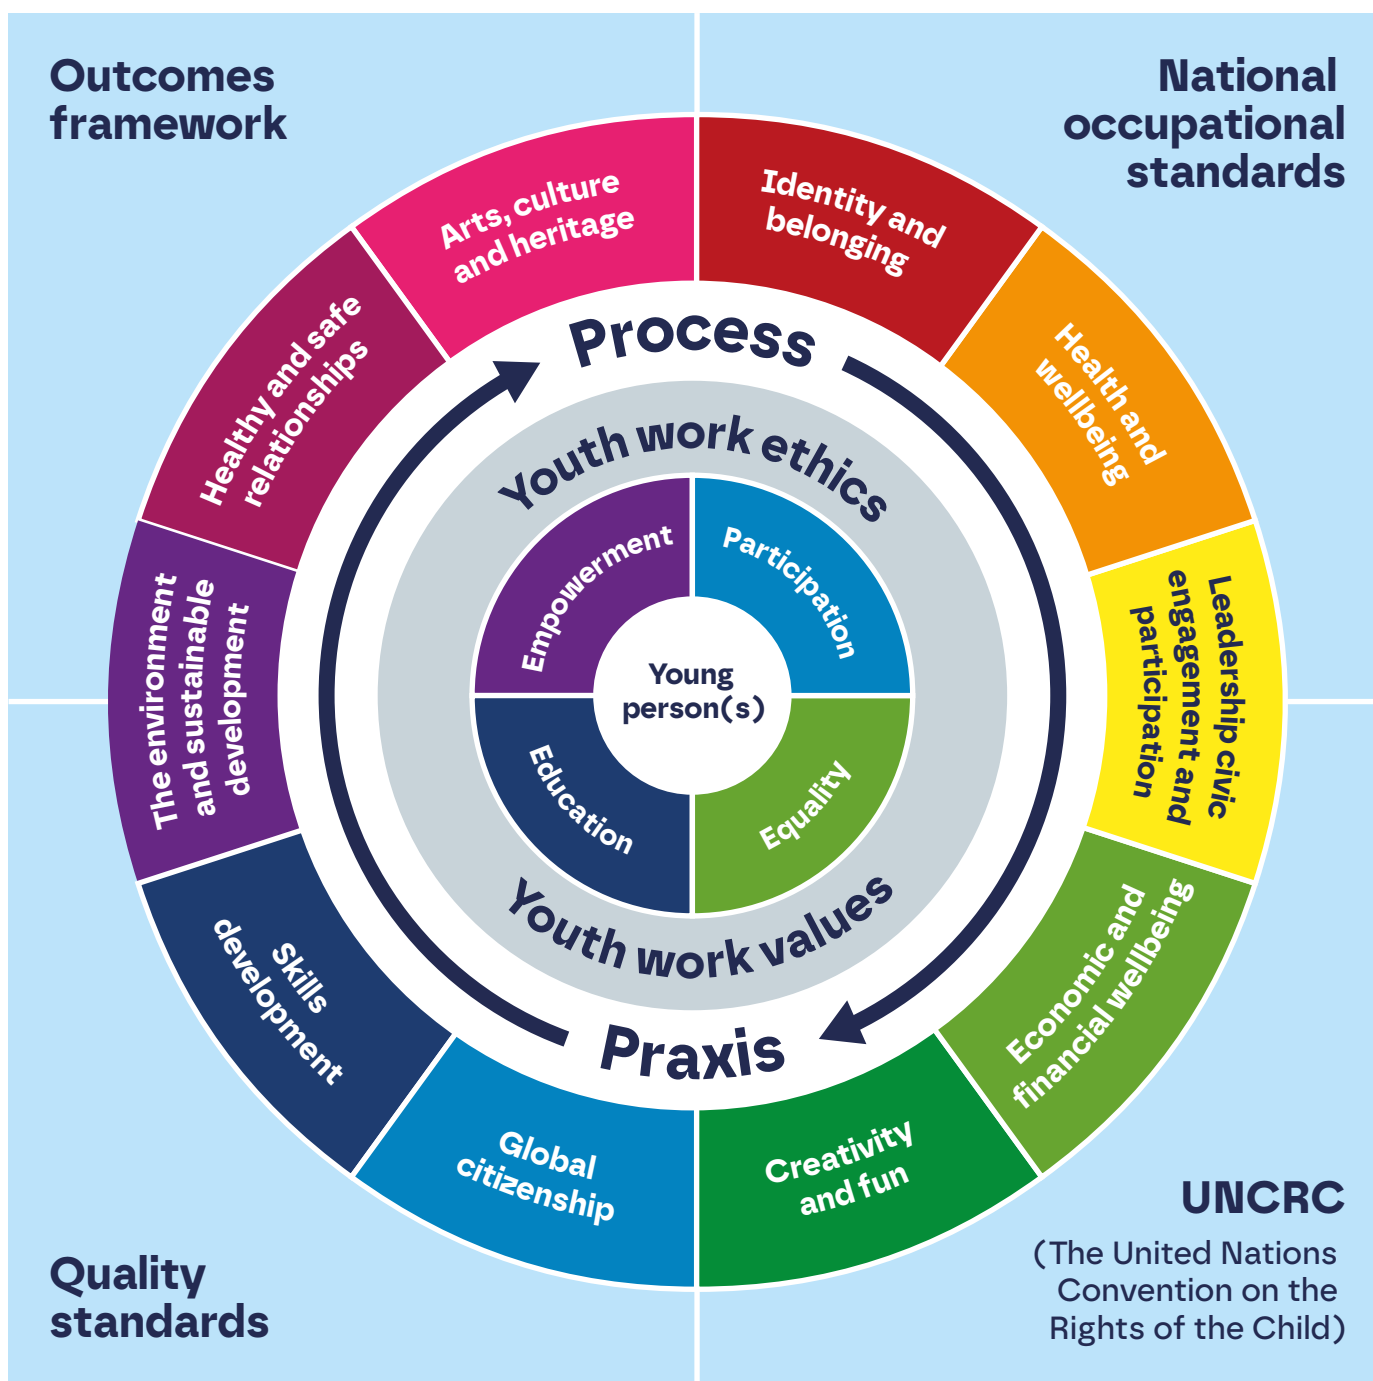 Outcomes
framework
National
occupational
standards
Arts, culture
and heritage
Identity and
belonging
Health and
wellbeing
Leadership civic
engagement and
participation
Economic and
financial wellbeing
Creativity
and fun
Global
citizenship
Skills
development
The environment
and sustainable
development
Healthy and safe
relationships
Process
Youth work ethics
Empowerment
Participation
Young
person(s)
Education
Equality
Youth work values
Praxis
Quality
standards
UNCRC
(The United Nations
Convention on the
Rights of the Child)